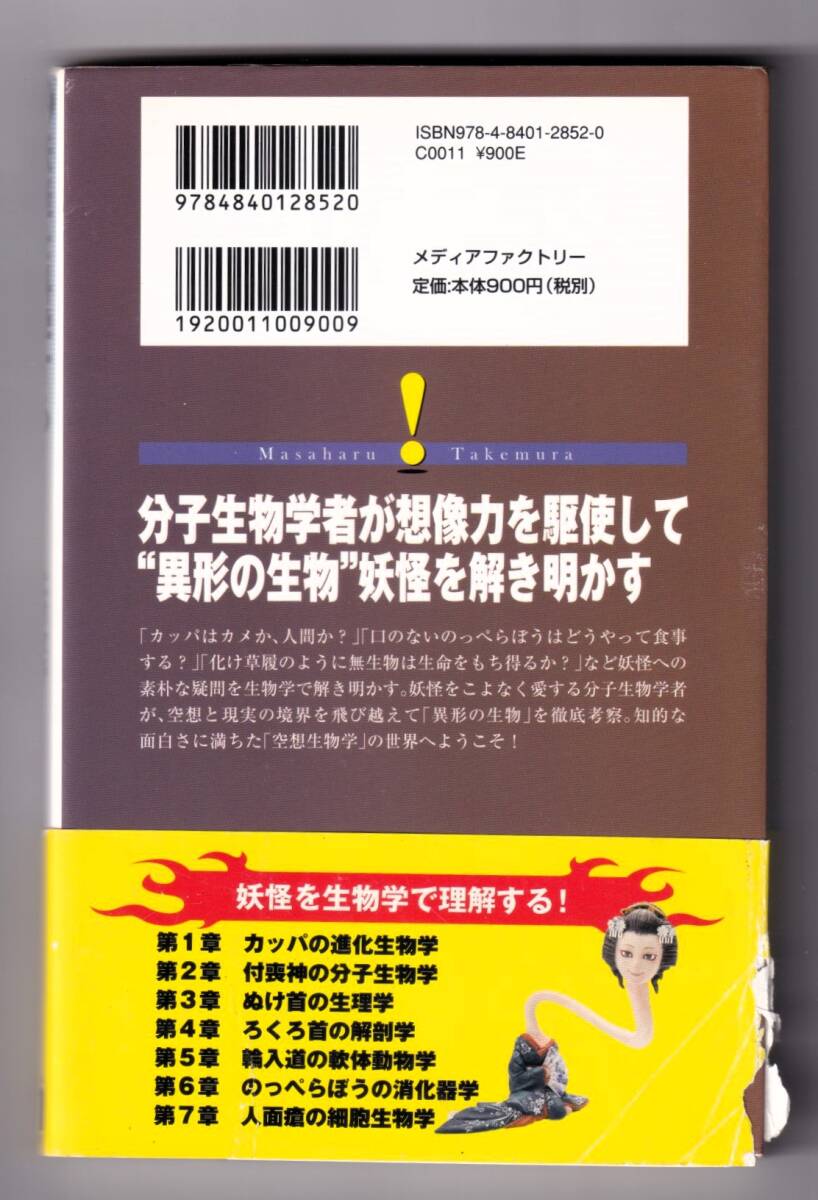 ISBN978-4-8401-2852-0
C0011 ¥900E
9784840128520
メディアファクトリー
定価:本体900円(税別)
1920011009009
!
Masaharu Takemura
分子生物学者が想像力を駆使して
“異形の生物”妖怪を解き明かす
「カッパはカメか、人間か?」「口のないのっぺらぼうはどうやって食事
する?」「化け草履のように無生物は生命をもち得るか?」など妖怪への
素朴な疑問を生物学で解き明かす。妖怪をこよなく愛する分子生物学者
が、空想と現実の境界を飛び越えて「異形の生物」を徹底考察。知的な
面白さに満ちた「空想生物学」の世界へようこそ!
妖怪を生物学で理解する!
第1章 カッパの進化生物学
第2章 付喪神の分子生物学
第3章 ぬけ首の生理学
第4章 ろくろ首の解剖学
第5章 輪入道の軟体動物学
第6章 のっぺらぼうの消化器学
第7章 人面瘡の細胞生物学